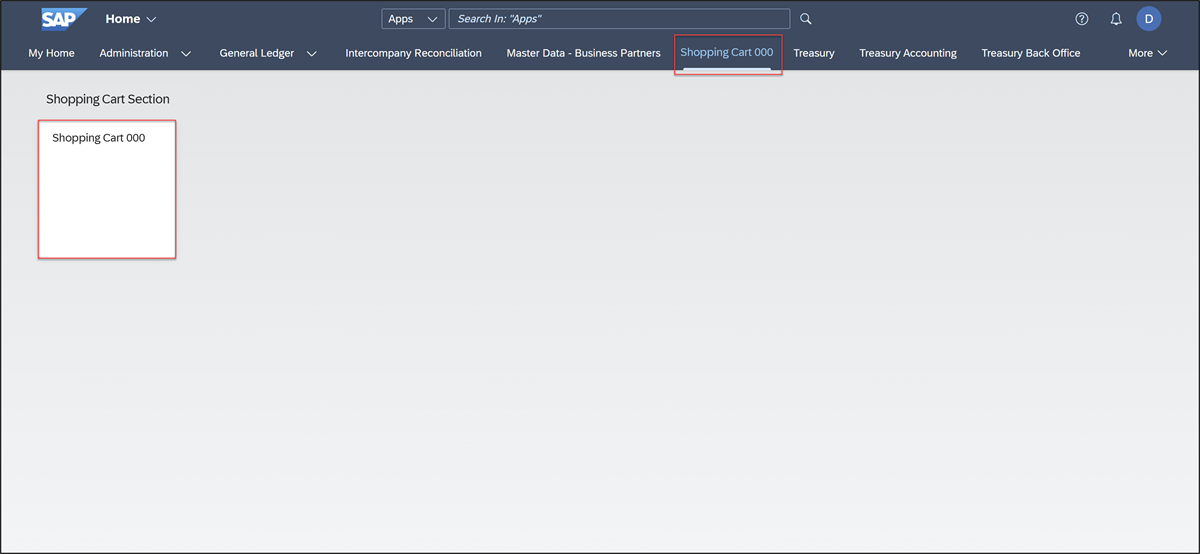 SAP Home Apps Search In: "Apps" D
My Home Administration General Ledger Intercompany Reconciliation Master Data - Business Partners Shopping Cart 000 Treasury Treasury Accounting Treasury Back Office More
Shopping Cart Section
Shopping Cart 000